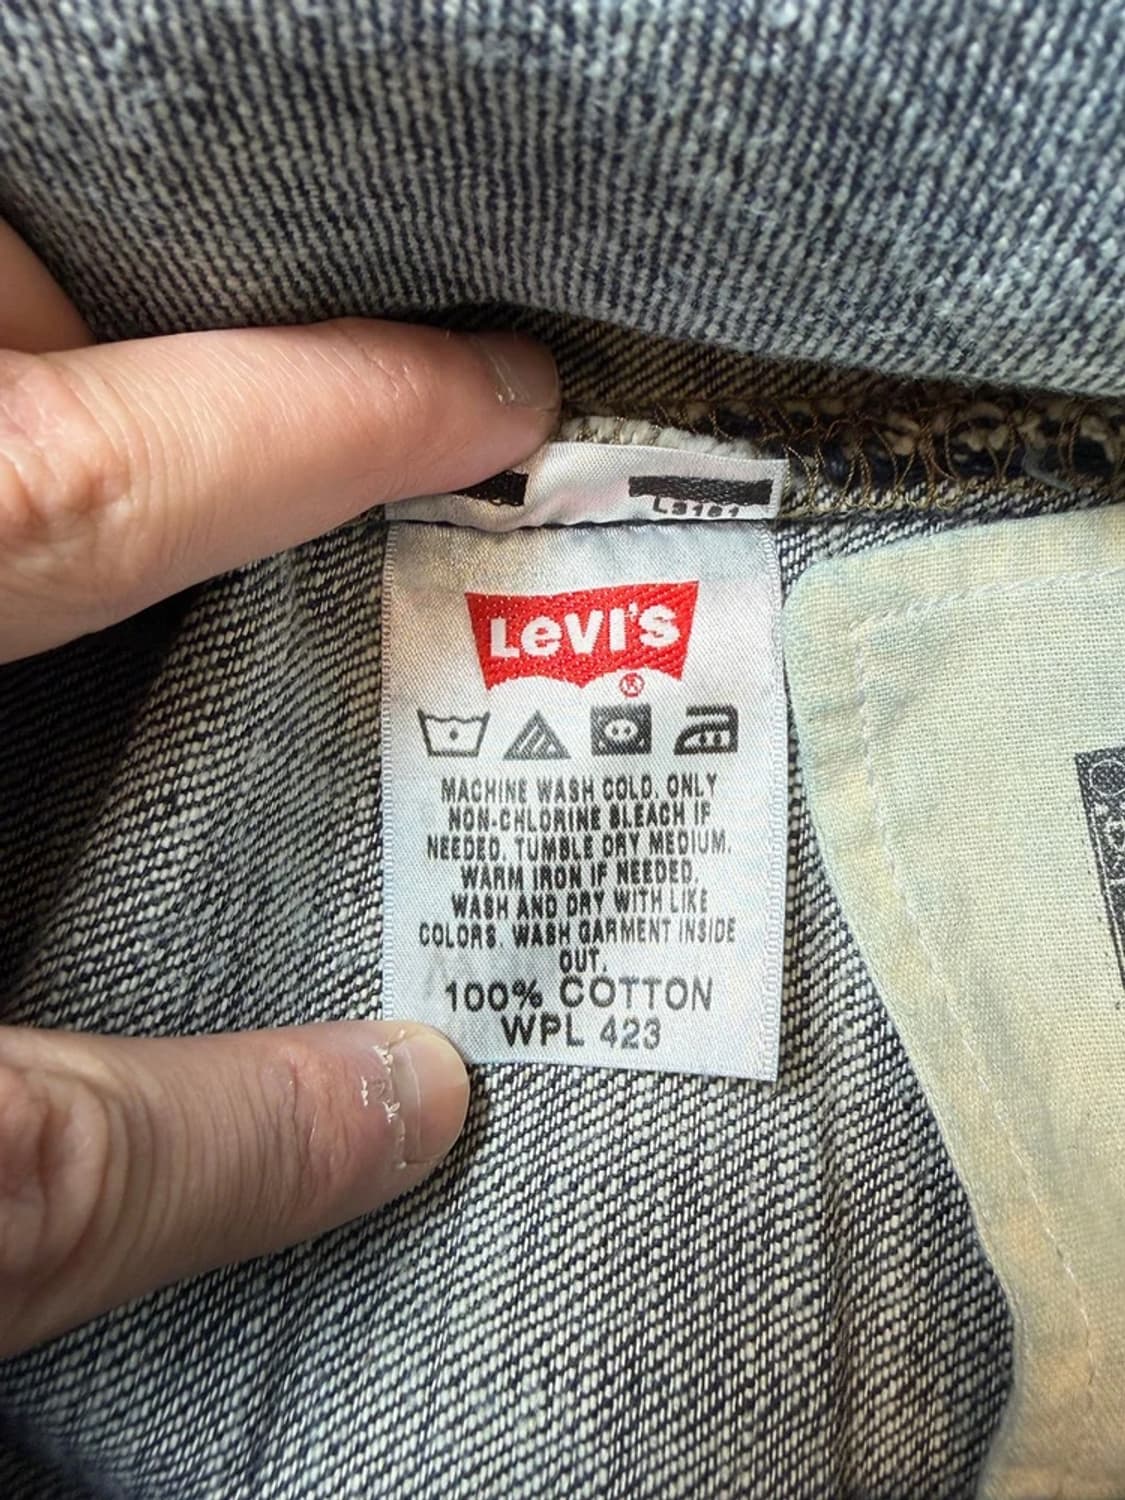 Levi's
®
MACHINE WASH COLD. ONLY
NON-CHLORINE BLEACH IF
NEEDED. TUMBLE DRY MEDIUM.
WARM IRON IF NEEDED.
WASH AND DRY WITH LIKE
COLORS. WASH GARMENT INSIDE
OUT.
100% COTTON
WPL 423